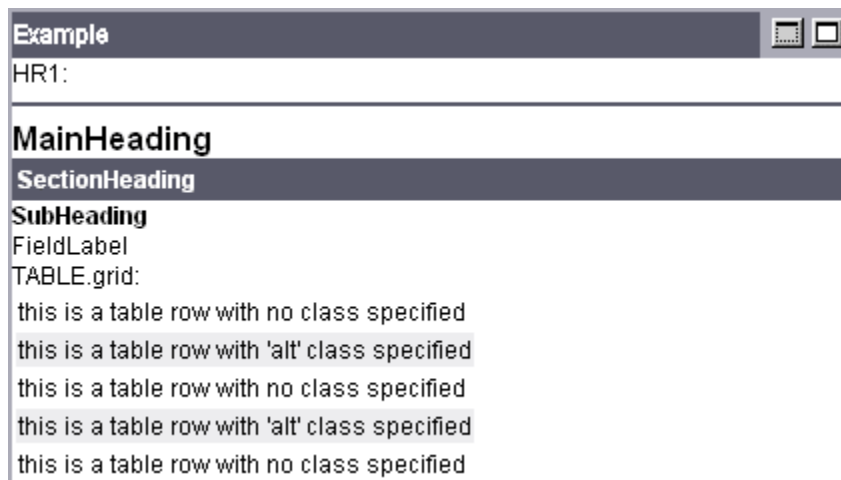 Example
HR1:
MainHeading
SectionHeading
SubHeading
FieldLabel
TABLE.grid:
this is a table row with no class specified
this is a table row with 'alt' class specified
this is a table row with no class specified
this is a table row with 'alt' class specified
this is a table row with no class specified